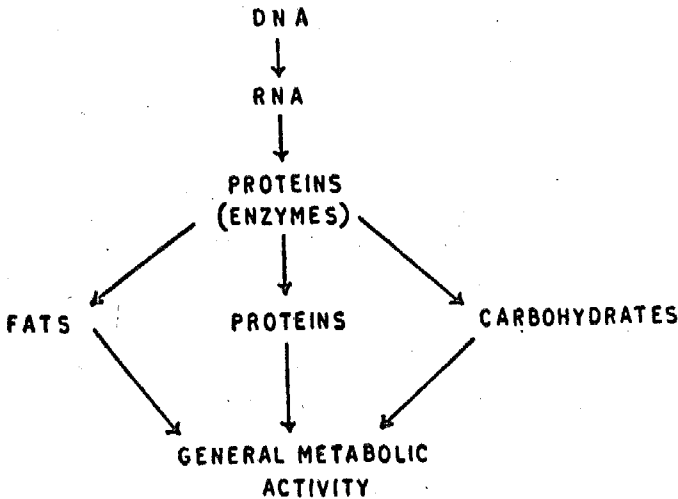 DNA
RNA
PROTEINS
(ENZYMES)
FATS
PROTEINS
CARBOHYDRATES
GENERAL METABOLIC
ACTIVITY